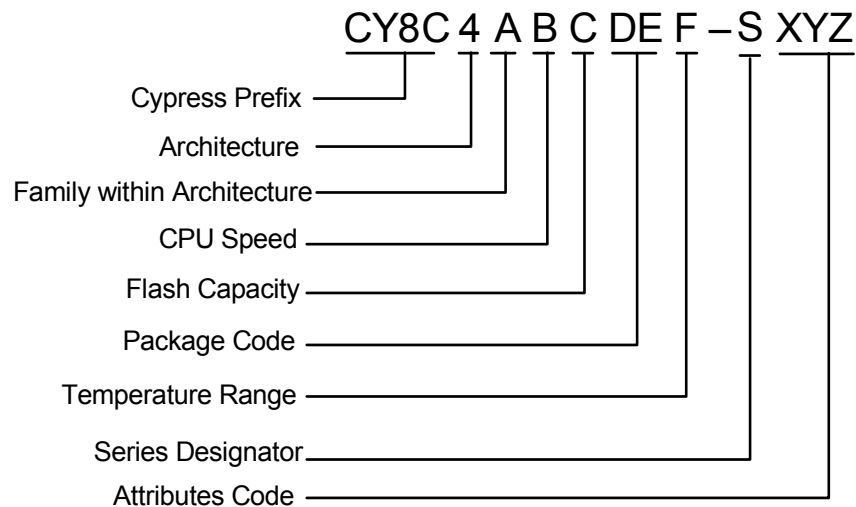 CY8C 4 A B C DE F – S XYZ
Cypress Prefix
Architecture
Family within Architecture
CPU Speed
Flash Capacity
Package Code
Temperature Range
Series Designator
Attributes Code